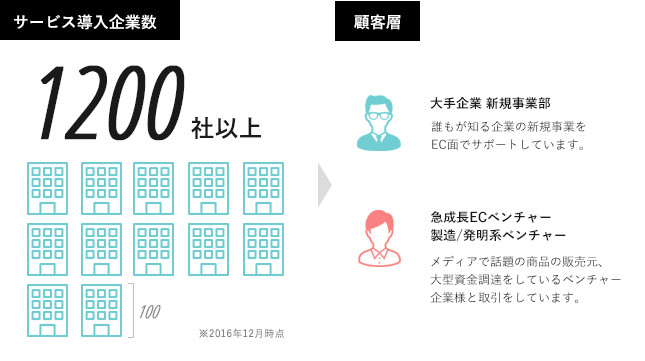 サービス導入企業数
1200 社以上
100
※2016年12月時点
顧客層
大手企業 新規事業部
誰もが知る企業の新規事業を
EC面でサポートしています。
急成長ECベンチャー
製造/発明系ベンチャー
メディアで話題の商品の販売元、
大型資金調達をしているベンチャー
企業様と取引をしています。